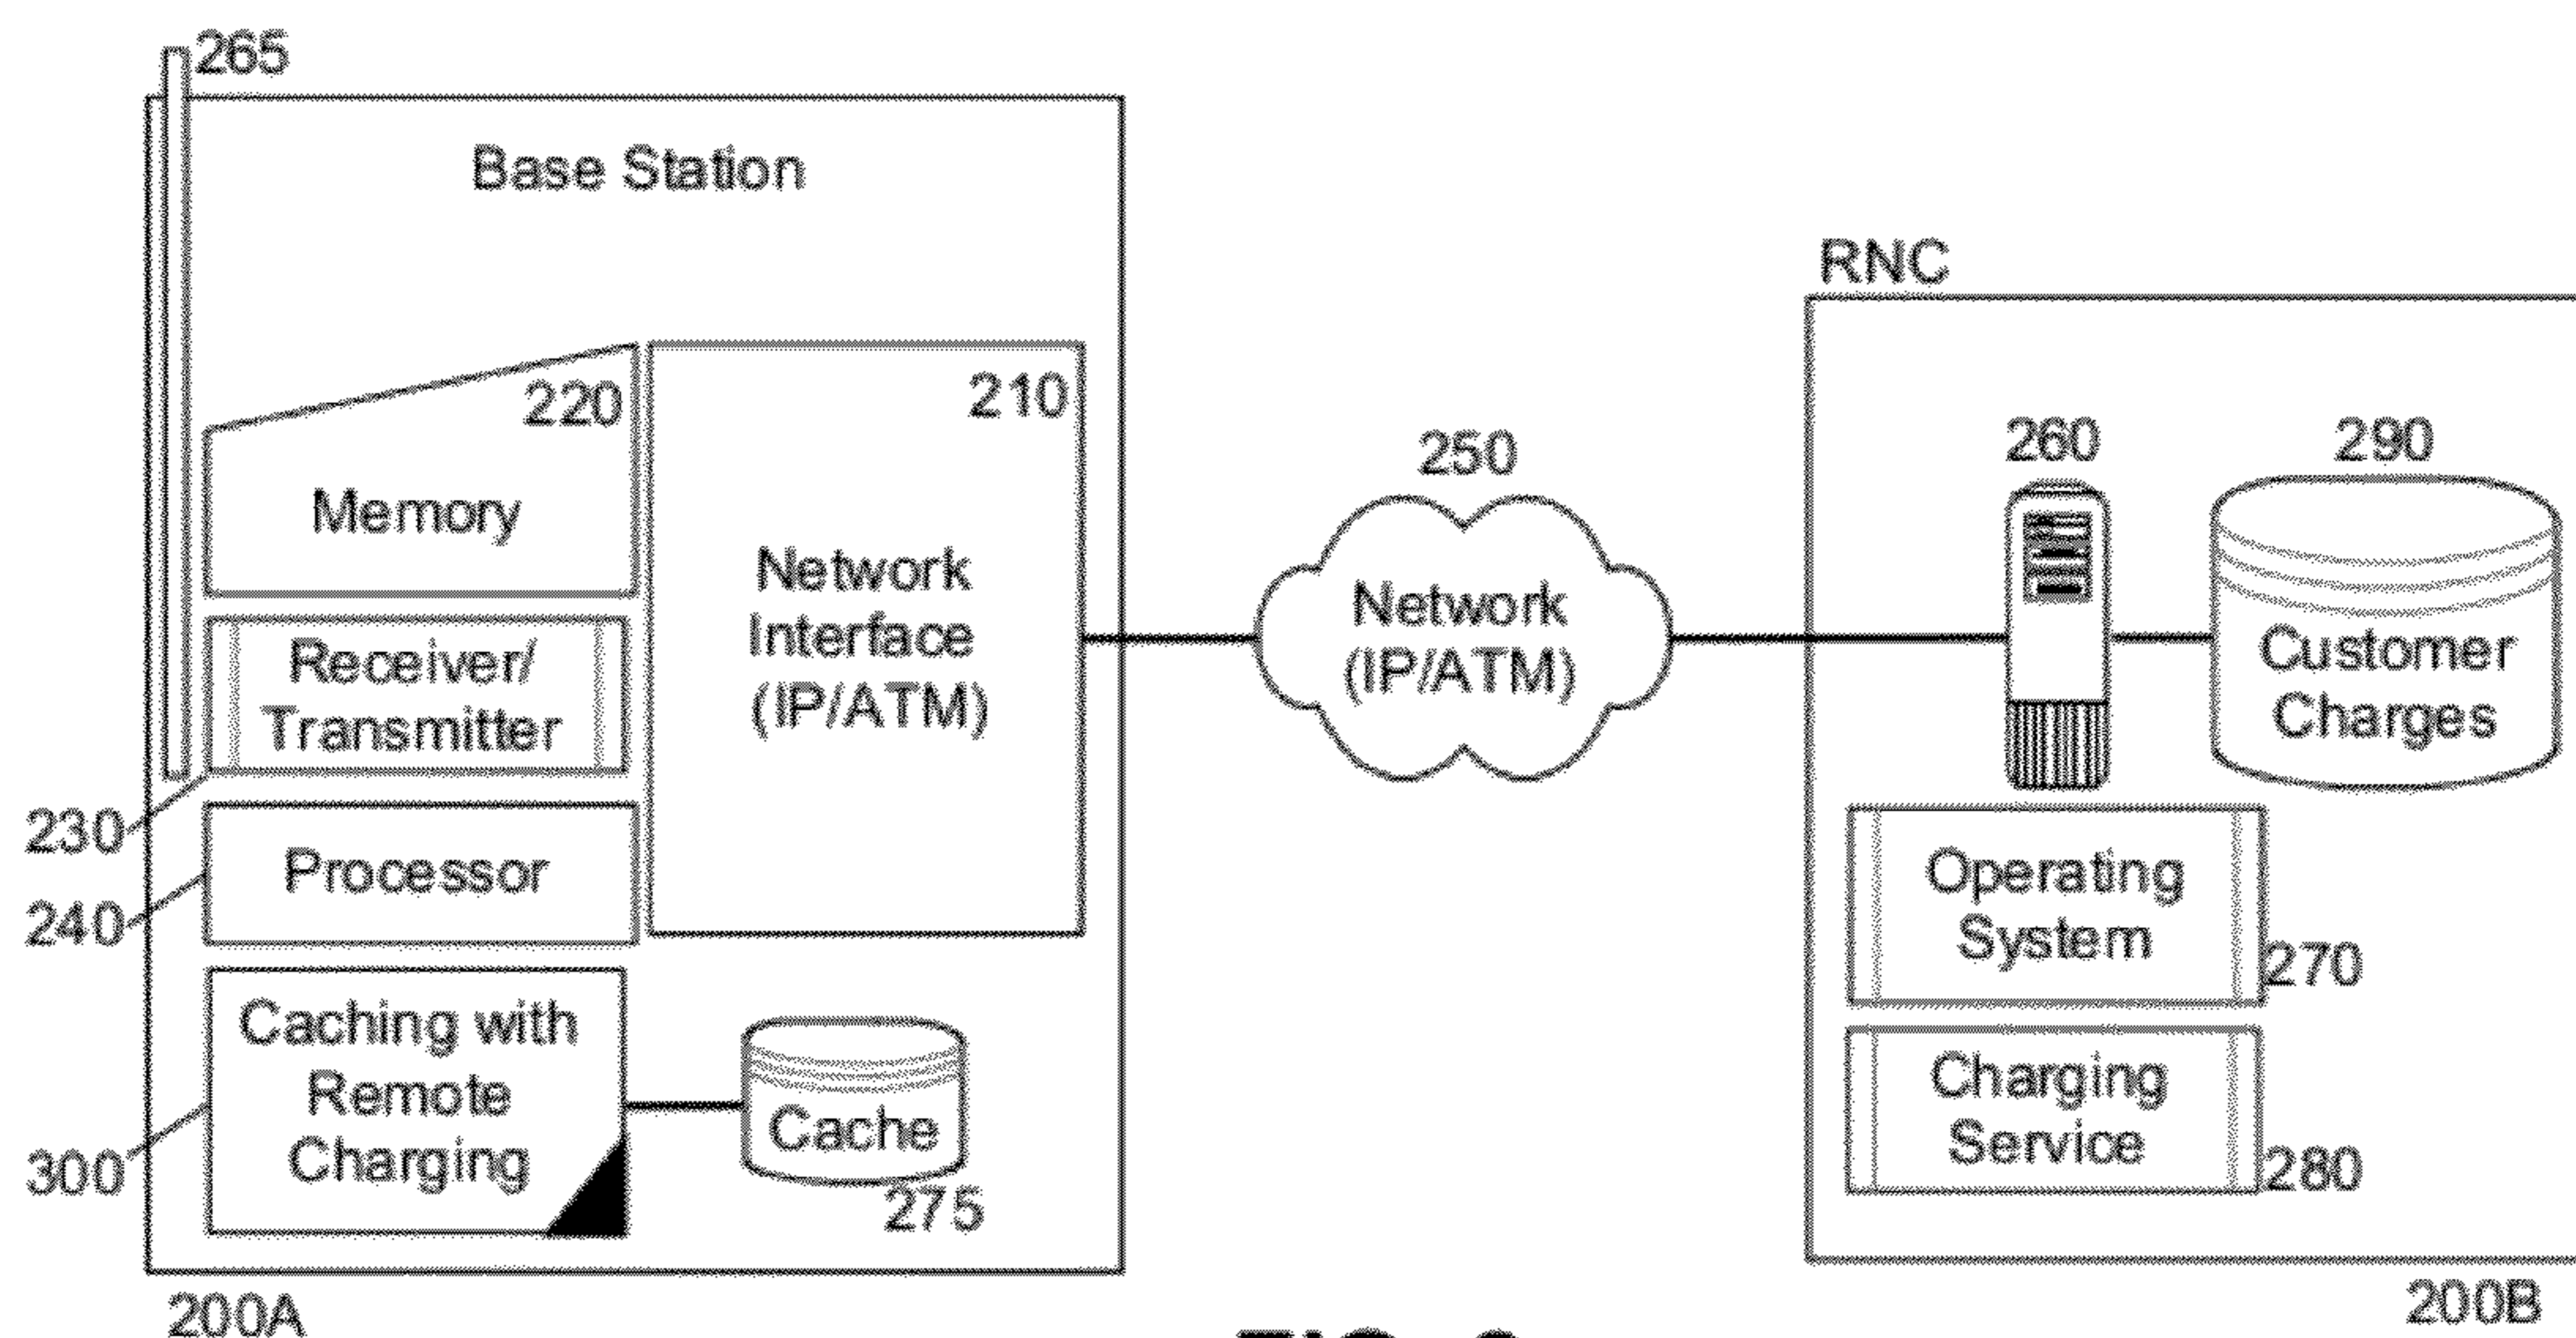 265
Base Station
220
Memory
210
Network
Interface
(IP/ATM)
Receiver/
Transmitter
230
Processor
240
Caching with
Remote
Charging
300
Cache
275
200A
250
Network
(IP/ATM)
RNC
260
290
Customer
Charges
Operating
System
270
Charging
Service
280
200B